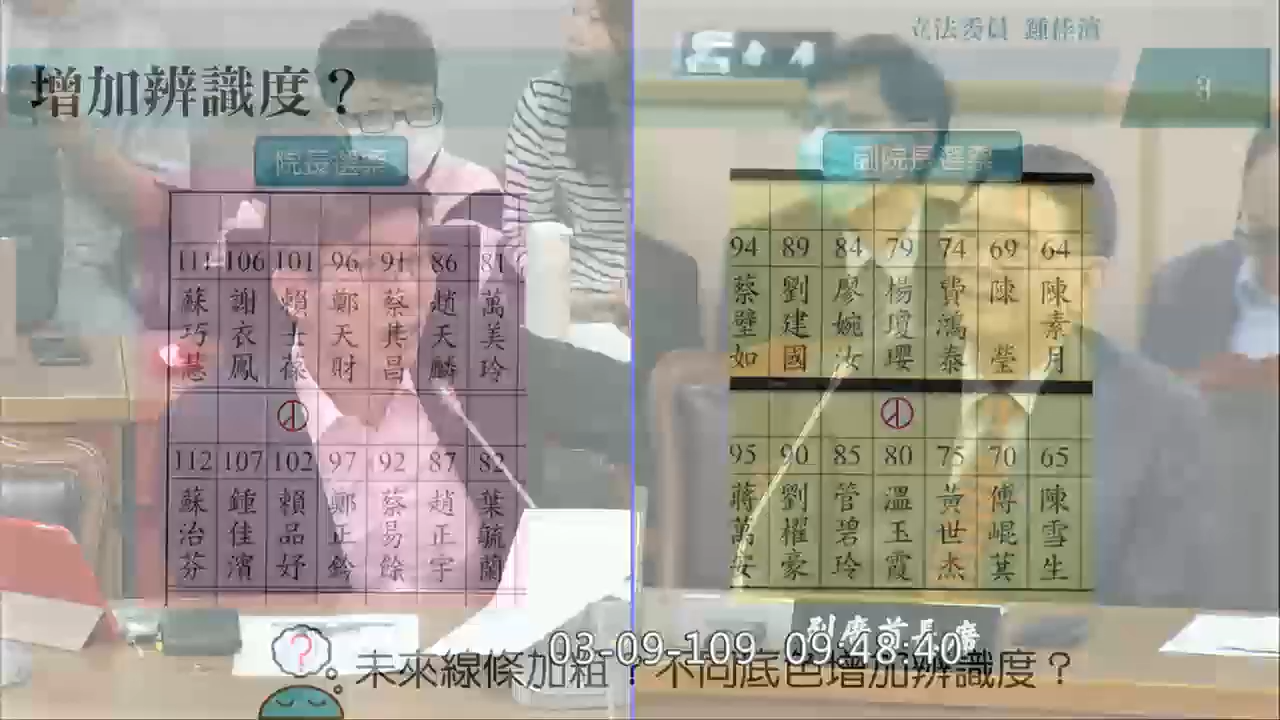 立法委員 鍾佳濱
增加辨識度？
9
院長選票
副院長選票
111 106 101 96 91 86 81
蘇巧慧 謝衣鳳 賴士葆 鄭天財 蔡其昌 趙天麟 萬美玲
112 107 102 97 92 87 82
蘇治芬 鍾佳濱 賴品妤 鄭正鈐 蔡易餘 趙正宇 葉毓蘭
94 89 84 79 74 69 64
蔡壁如 劉建國 廖婉汝 楊瓊瓔 費鴻泰 陳瑩 陳素月
95 90 85 80 75 70 65
蔣萬安 劉櫂豪 管碧玲 溫玉霞 黃世杰 傅崐萁 陳雪生
03-09-109 09:48:40
?
未來線條加粗？不同底色增加辨識度？